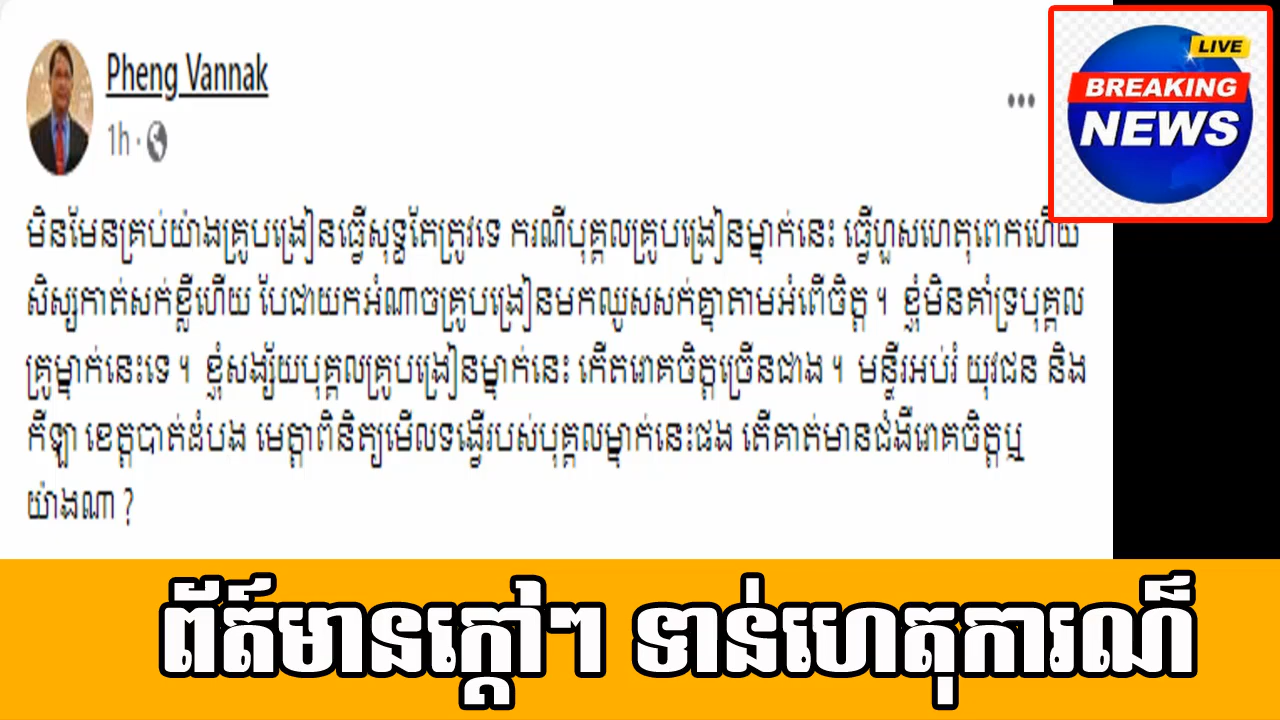 Pheng Vannak
1h
LIVE
BREAKING
NEWS
មិនមែនគ្រប់យ៉ាងគ្រូបង្រៀនធ្វើសុទ្ធតែត្រូវទេ ករណីបុគ្គលគ្រូបង្រៀនម្នាក់នេះ ធ្វើហួសហេតុពេកហើយ
សិស្សកាត់សក់ខ្លីហើយ បែជាយកអំណាចគ្រូបង្រៀនមកឈូសសក់គ្នាតាមអំពើចិត្ត។ ខ្ញុំមិនគាំទ្របុគ្គល
គ្រូម្នាក់នេះទេ។ ខ្ញុំសង្ស័យបុគ្គលគ្រូបង្រៀនម្នាក់នេះ កើតរោគចិត្តច្រើនជាង។ មន្ទីរអប់រំ យុវជន និង
កីឡា ខេត្តបាត់ដំបង មេត្តាពិនិត្យមើលទង្វើរបស់បុគ្គលម្នាក់នេះផង តើគាត់មានជំងឺរោគចិត្តឬ
យ៉ាងណា ?
ព័ត៍មានក្តៅៗ ទាន់ហេតុការណ៍